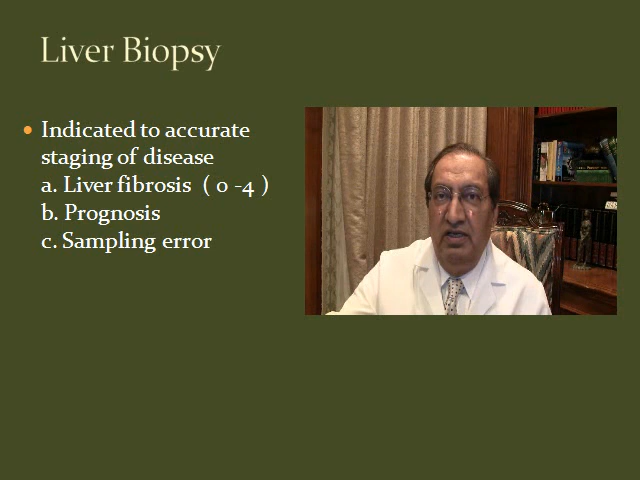 Liver Biopsy
Indicated to accurate
staging of disease
a. Liver fibrosis ( 0 -4 )
b. Prognosis
c. Sampling error